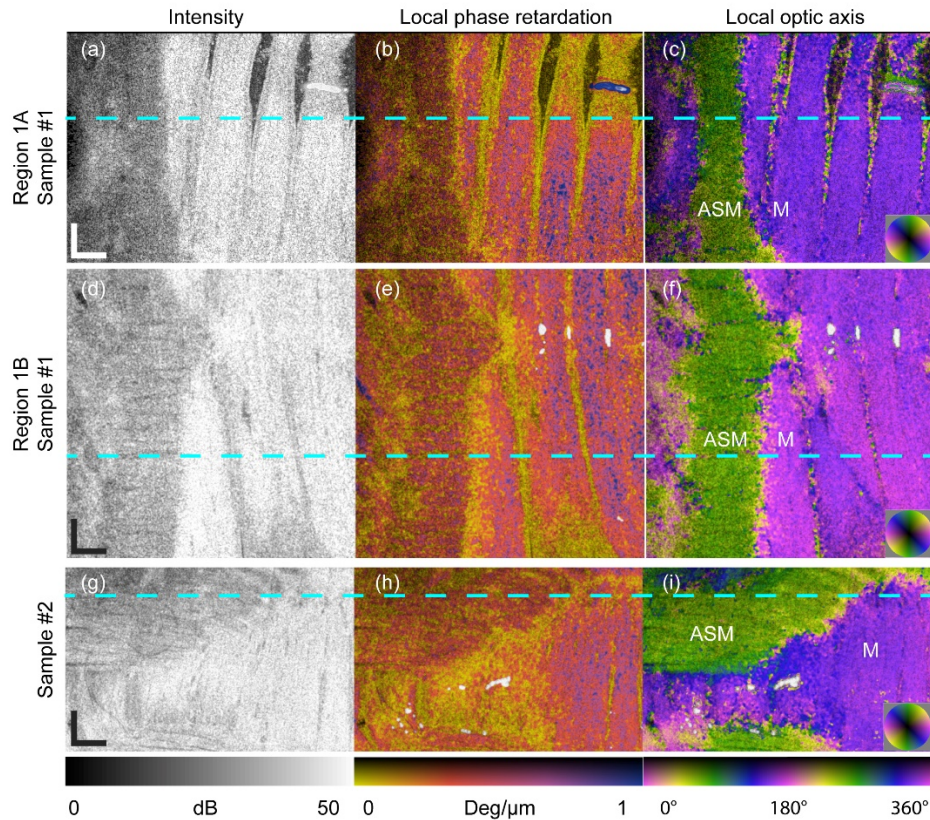 Intensity
Local phase retardation
Local optic axis
Region 1A
Sample #1
(a)
(b)
(c)
ASM
M
Region 1B
Sample #1
(d)
(e)
(f)
ASM
M
Sample #2
(g)
(h)
(i)
ASM
M
0
dB
50
0
Deg/µm
1
0°
180°
360°